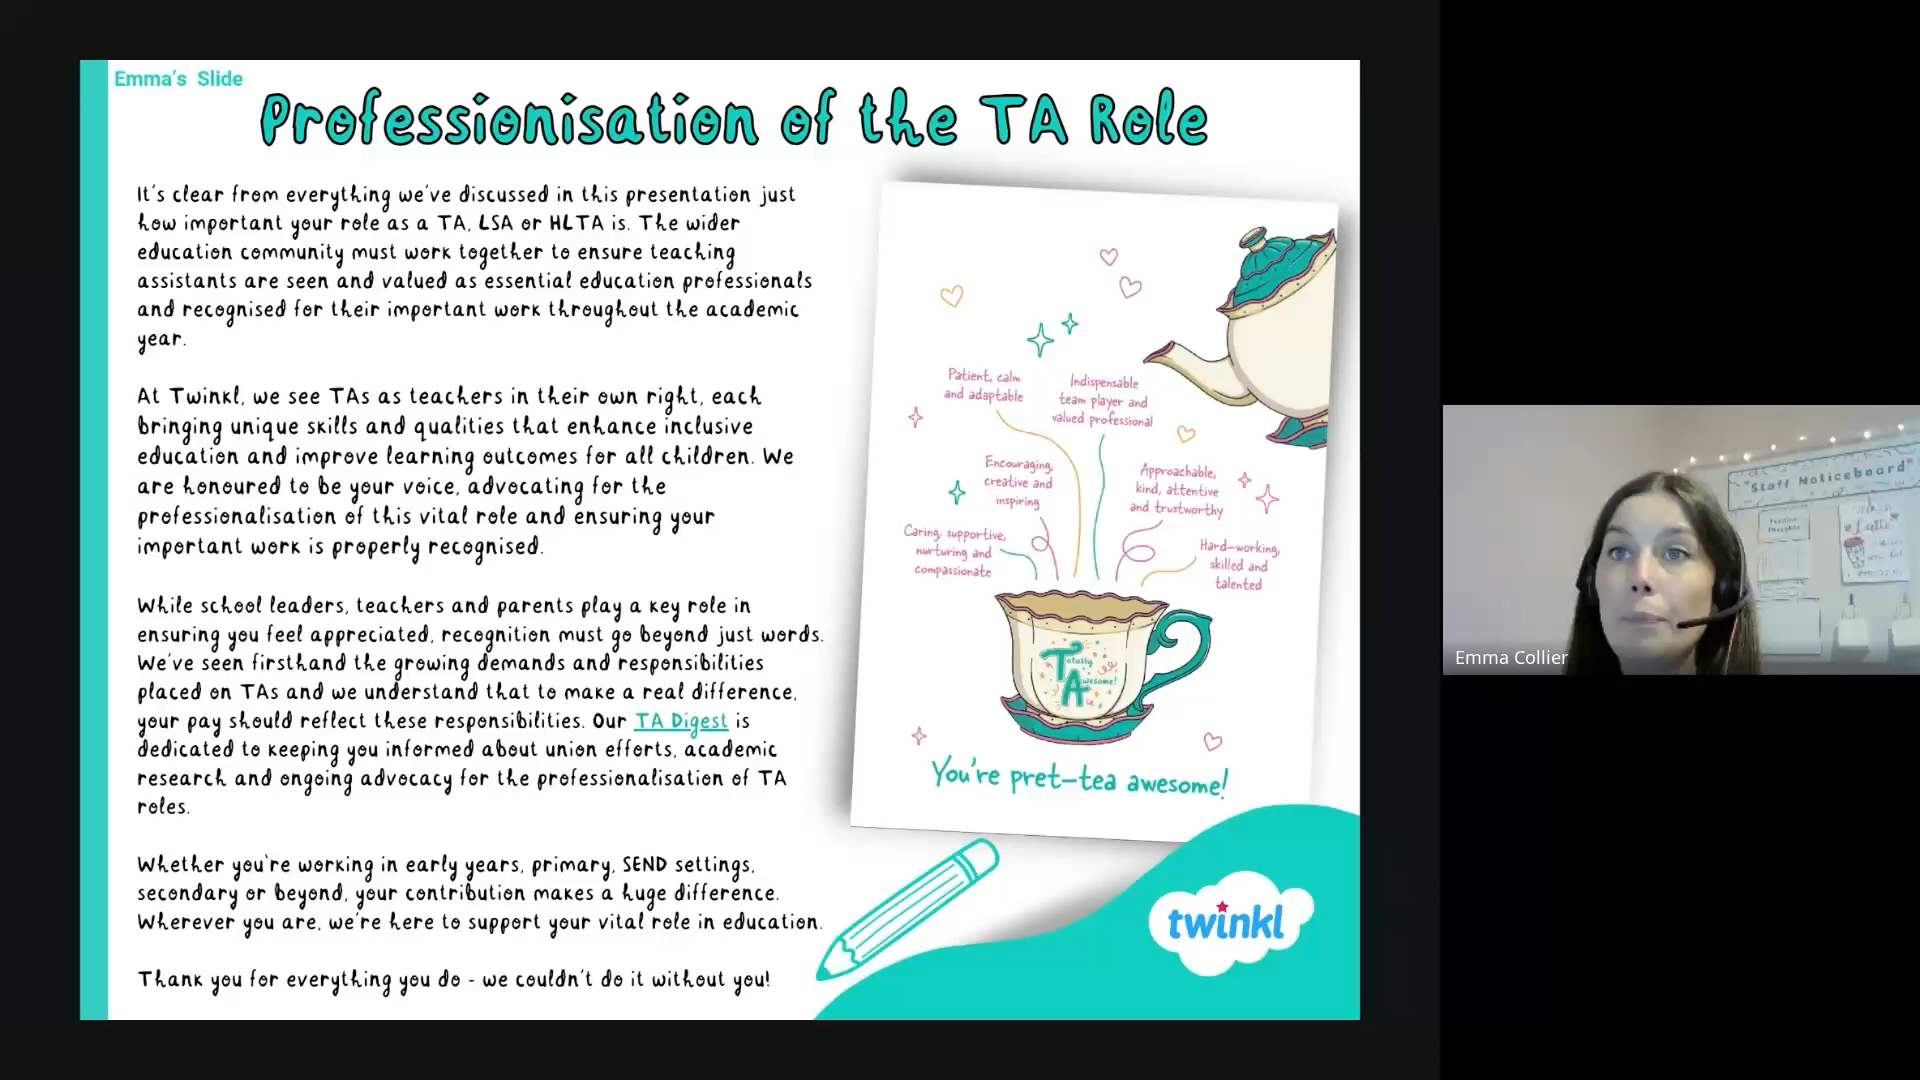 Emma's Slide
Professionisation of the TA Role
It's clear from everything we've discussed in this presentation just
how important your role as a TA, LSA or HLTA is. The wider
education community must work together to ensure teaching
assistants are seen and valued as essential education professionals
and recognised for their important work throughout the academic
year.
At Twinkl, we see TAs as teachers in their own right, each
bringing unique skills and qualities that enhance inclusive
education and improve learning outcomes for all children. We
are honoured to be your voice, advocating for the
professionalisation of this vital role and ensuring your
important work is properly recognised.
While school leaders, teachers and parents play a key role in
ensuring you feel appreciated, recognition must go beyond just words.
We've seen firsthand the growing demands and responsibilities
placed on TAs and we understand that to make a real difference,
your pay should reflect these responsibilities. Our TA Digest is
dedicated to keeping you informed about union efforts, academic
research and ongoing advocacy for the professionalisation of TA
roles.
Whether you're working in early years, primary, SEND settings,
secondary or beyond, your contribution makes a huge difference.
Wherever you are, we're here to support your vital role in education.
Thank you for everything you do - we couldn't do it without you!
Patient, calm
and adaptable
Indispensable
team player and
valued professional
Encouraging,
creative and
inspiring
Approachable,
kind, attentive
and trustworthy
Caring, supportive,
nurturing and
compassionate
Hard-working,
skilled and
talented
Totally
Awesome!
You're pret-tea awesome!
twinkl
Staff Noticeboard
Positive
Thoughts
Latte
Emma Collier